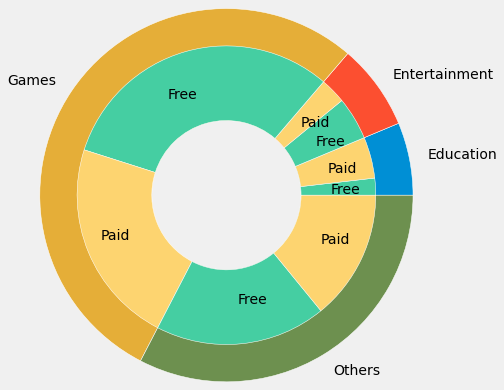 Games
Entertainment
Free
Paid
Free
Education
Paid
Free
Paid
Paid
Free
Others